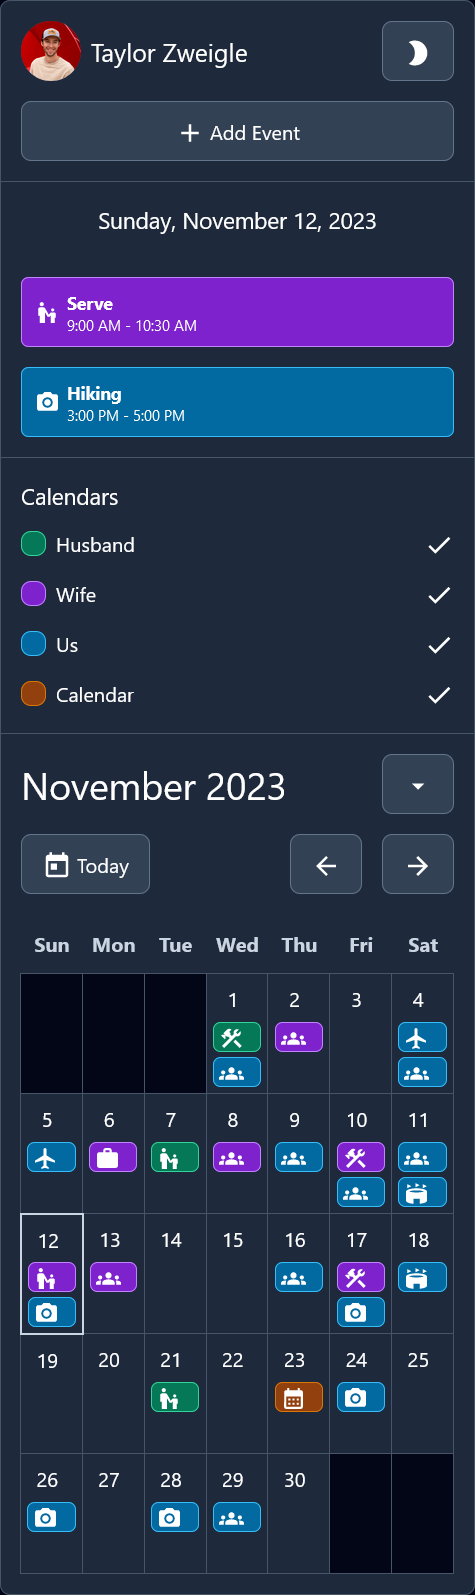 Taylor Zweigle
Add Event
Sunday, November 12, 2023
Serve
9:00 AM - 10:30 AM
Hiking
3:00 PM - 5:00 PM
Calendars
Husband
Wife
Us
Calendar
November 2023
Today
Sun Mon Tue Wed Thu Fri Sat
1 2 3 4
5 6 7 8 9 10 11
12 13 14 15 16 17 18
19 20 21 22 23 24 25
26 27 28 29 30